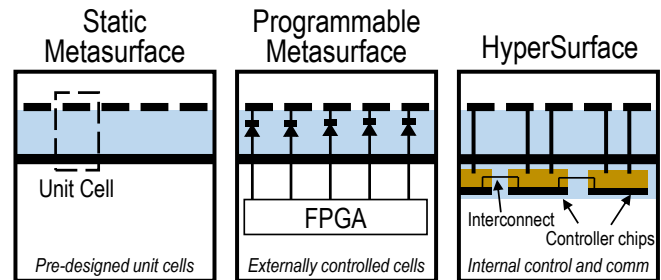 Static
Metasurface
Unit Cell
Pre-designed unit cells
Programmable
Metasurface
FPGA
Externally controlled cells
HyperSurface
Interconnect
Controller chips
Internal control and comm